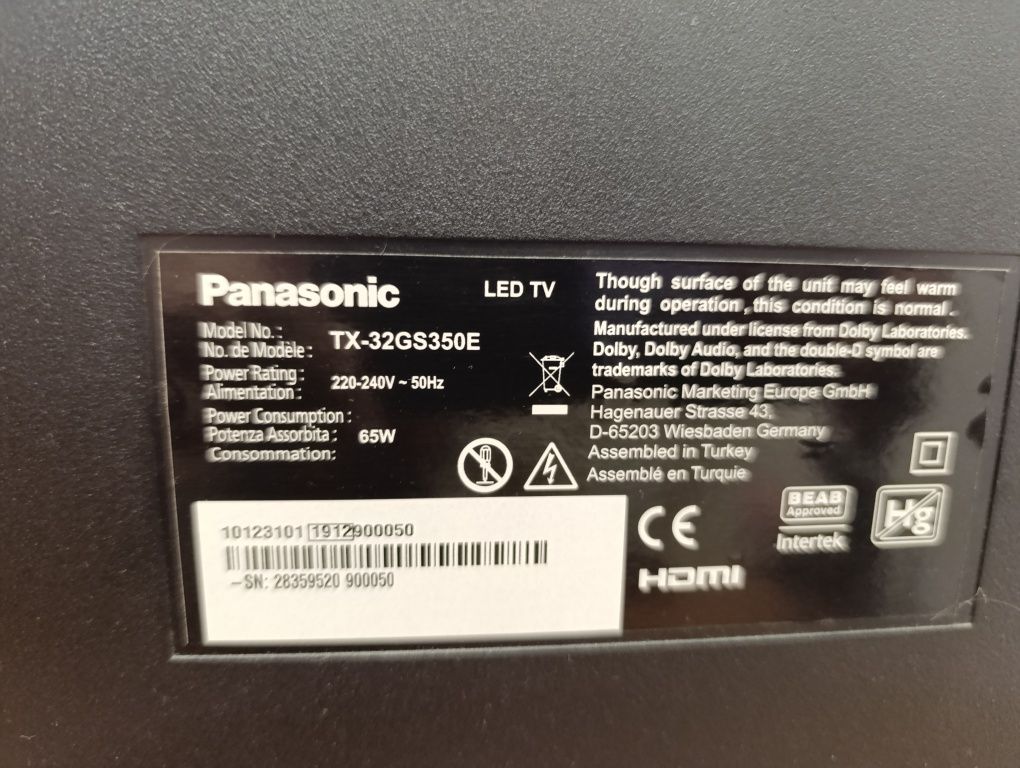 Panasonic
LED TV
Model No.:
No. de Modèle:
TX-32GS350E
Power Rating:
Alimentation:
220-240V ~ 50Hz
Power Consumption:
Potenza Assorbita:
Consommation:
65W
Though surface of the unit may feel warm
during operation, this condition is normal.
Manufactured under license from Dolby Laboratories.
Dolby, Dolby Audio, and the double-D symbol are
trademarks of Dolby Laboratories.
Panasonic Marketing Europe GmbH
Hagenauer Strasse 43,
D-65203 Wiesbaden Germany
Assembled in Turkey
Assemblé en Turquie
10123101 1912900050
-SN: 28359520 900050
CE
HDMI
BEAB
Approved
Intertek
Hg